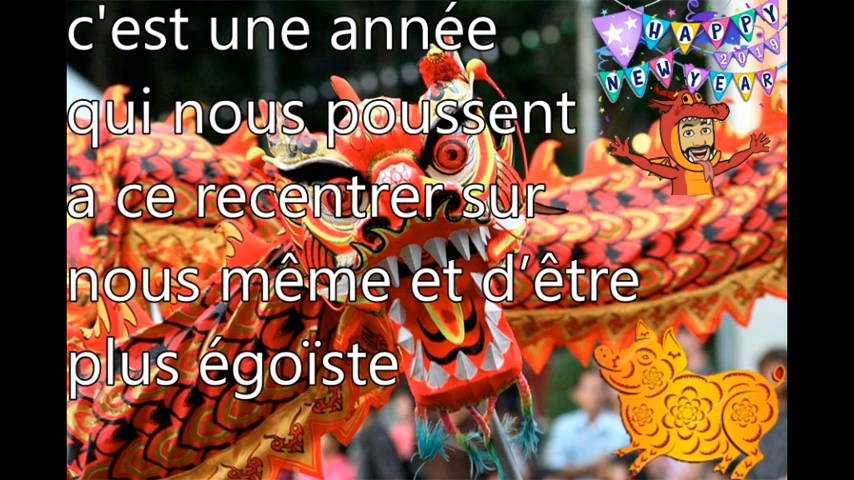 c'est une année
qui nous poussent
a ce recentrer sur
nous même et d’être
plus égoïste
HAPPY
2019
NEW YEAR